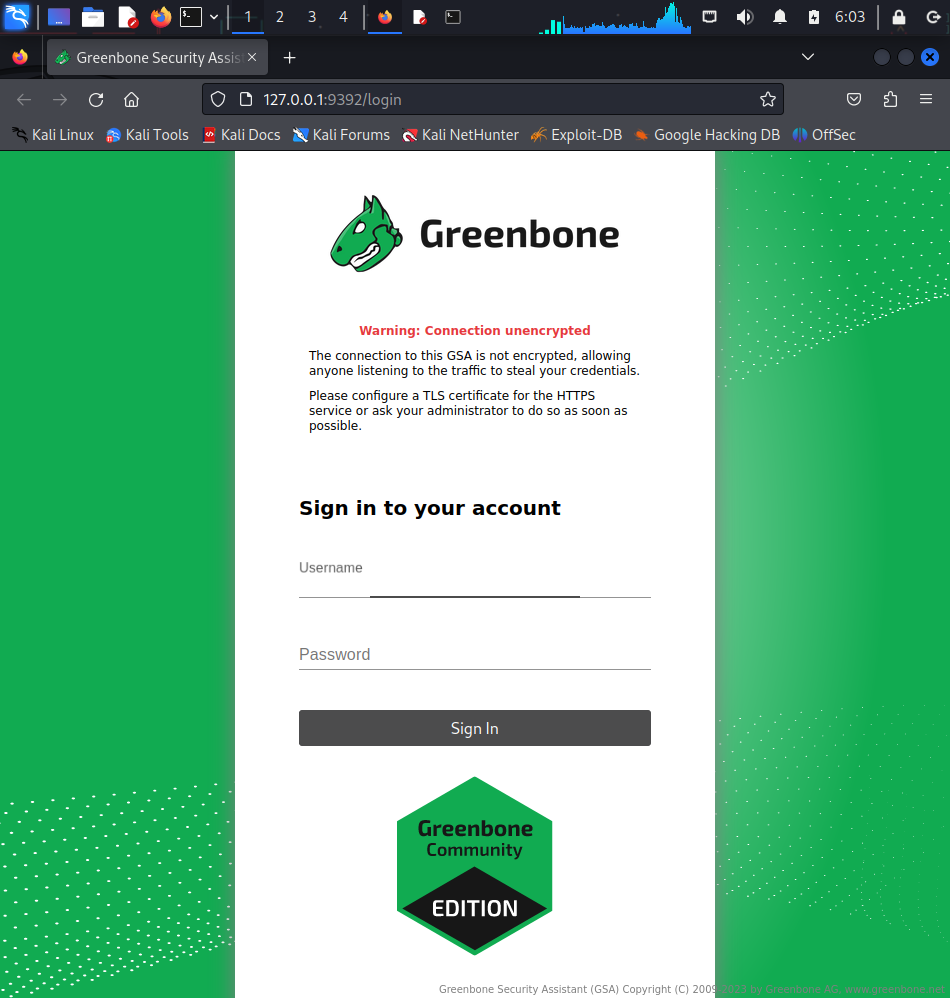 1 2 3 4 6:03
Greenbone Security Assis
127.0.0.1:9392/login
Kali Linux Kali Tools Kali Docs Kali Forums Kali NetHunter Exploit-DB Google Hacking DB OffSec
Greenbone
Warning: Connection unencrypted
The connection to this GSA is not encrypted, allowing
anyone listening to the traffic to steal your credentials.
Please configure a TLS certificate for the HTTPS
service or ask your administrator to do so as soon as
possible.
Sign in to your account
Username
Password
Sign In
Greenbone
Community
EDITION
Greenbone Security Assistant (GSA) Copyright (C) 2009-2023 by Greenbone AG, www.greenbone.net